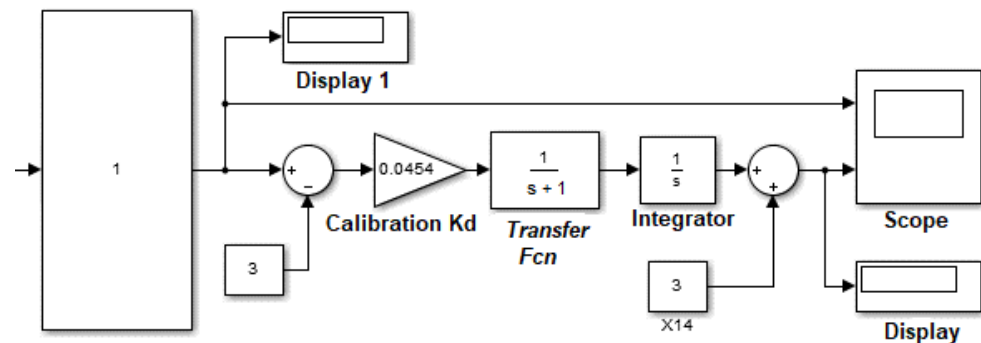 Display 1
1
+
−
0.0454
1
s + 1
1
s
+
+
Calibration Kd
Transfer
Fcn
Integrator
Scope
3
3
X14
Display